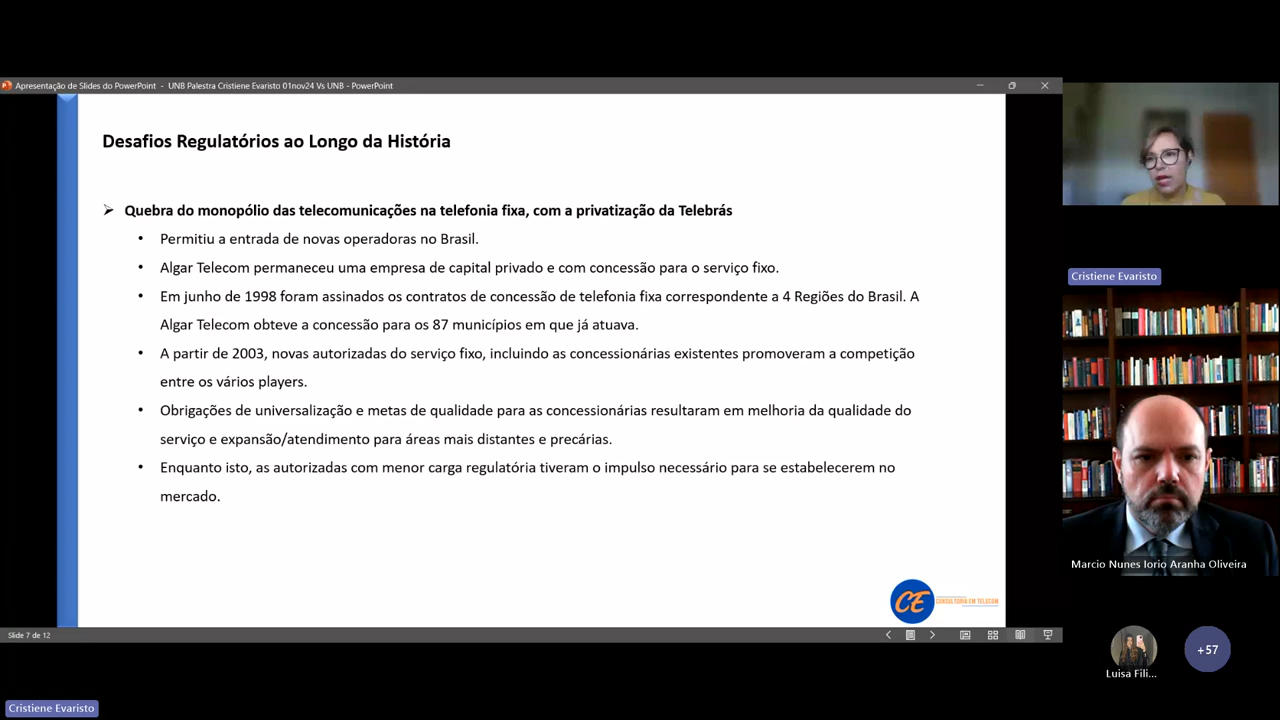 Apresentação de Slides do PowerPoint - UNB Palestra Cristiene Evaristo 01nov24 Vs UNB - PowerPoint
Desafios Regulatórios ao Longo da História
➢ Quebra do monopólio das telecomunicações na telefonia fixa, com a privatização da Telebrás
• Permitiu a entrada de novas operadoras no Brasil.
• Algar Telecom permaneceu uma empresa de capital privado e com concessão para o serviço fixo.
• Em junho de 1998 foram assinados os contratos de concessão de telefonia fixa correspondente a 4 Regiões do Brasil. A
Algar Telecom obteve a concessão para os 87 municípios em que já atuava.
• A partir de 2003, novas autorizadas do serviço fixo, incluindo as concessionárias existentes promoveram a competição
entre os vários players.
• Obrigações de universalização e metas de qualidade para as concessionárias resultaram em melhoria da qualidade do
serviço e expansão/atendimento para áreas mais distantes e precárias.
• Enquanto isto, as autorizadas com menor carga regulatória tiveram o impulso necessário para se estabelecerem no
mercado.
CE
CONSULTORIA EM TELECOM
Slide 7 de 12
Cristiene Evaristo
Marcio Nunes Iorio Aranha Oliveira
Luisa Fili...
+57
Cristiene Evaristo